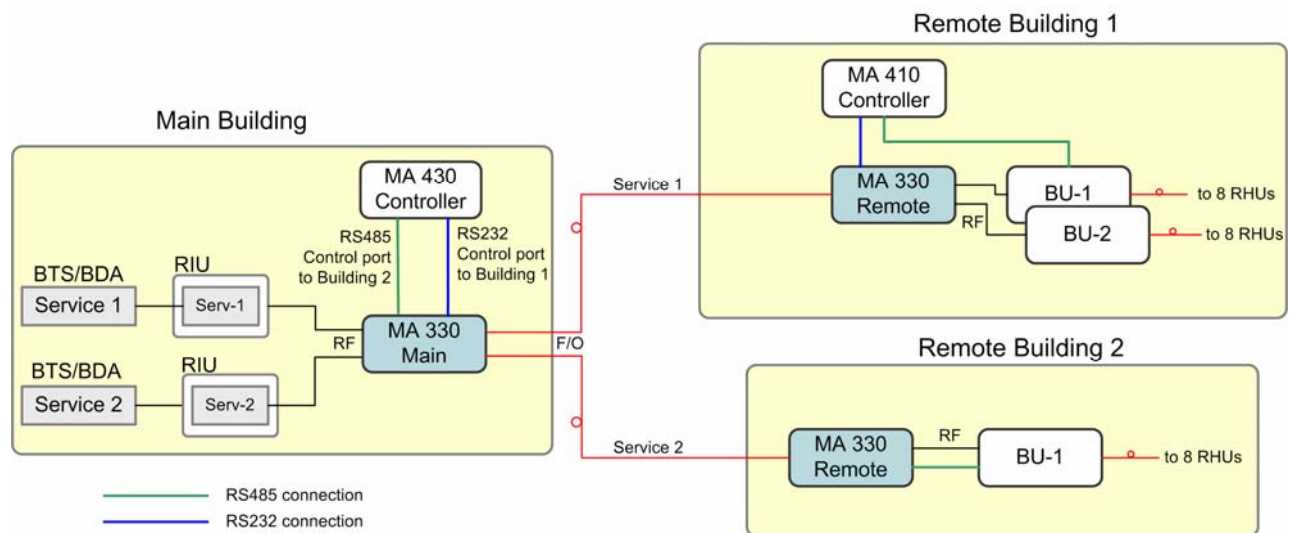 Remote Building 1
MA 410
Controller
Main Building
MA 430
Controller
Service 1
MA 330
Remote
BU-1
to 8 RHUs
RF
BU-2
to 8 RHUs
RS485
Control port
to Building 2
RS232
Control port
to Building 1
BTS/BDA
RIU
Service 1
Serv-1
MA 330
Main
RF
F/O
BTS/BDA
RIU
Service 2
Serv-2
Remote Building 2
Service 2
MA 330
Remote
RF
BU-1
to 8 RHUs
RS485 connection
RS232 connection